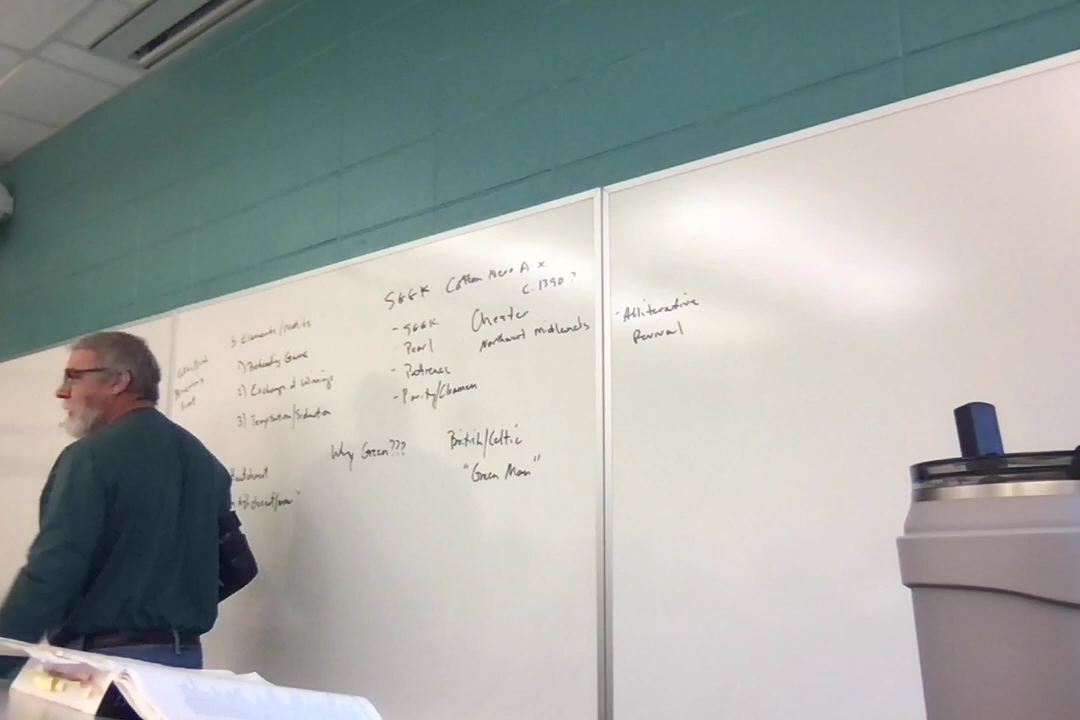 SGGK Cotton Nero A x
c. 1390?
- SGGK
- Pearl
- Patience
- Purity/Cleanness
Chester
Northwest Midlands
- Alliterative
Revival
3 Elements/motifs
1) Beheading Game
2) Exchange of Winnings
3) Temptation/Seduction
Why Green???
British/Celtic
"Green Man"